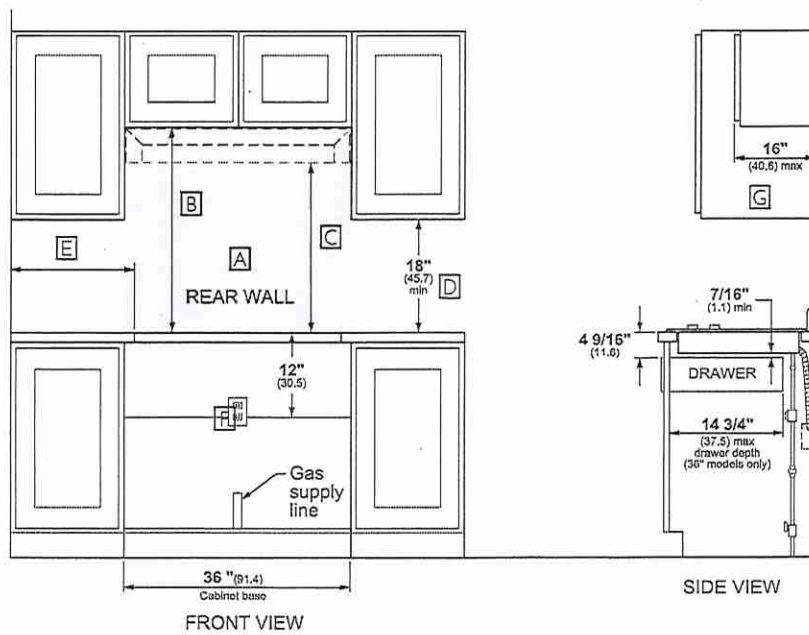 16"
(40.6) max
G
B
E
A
C
REAR WALL
18"
(45.7)
min
D
7/16"
(1.1) min
4 9/16"
(11.6)
12"
(30.5)
DRAWER
F
14 3/4"
(37.5) max
drawer depth
(36" models only)
Gas
supply
line
36 "(91.4)
Cabinet base
SIDE VIEW
FRONT VIEW